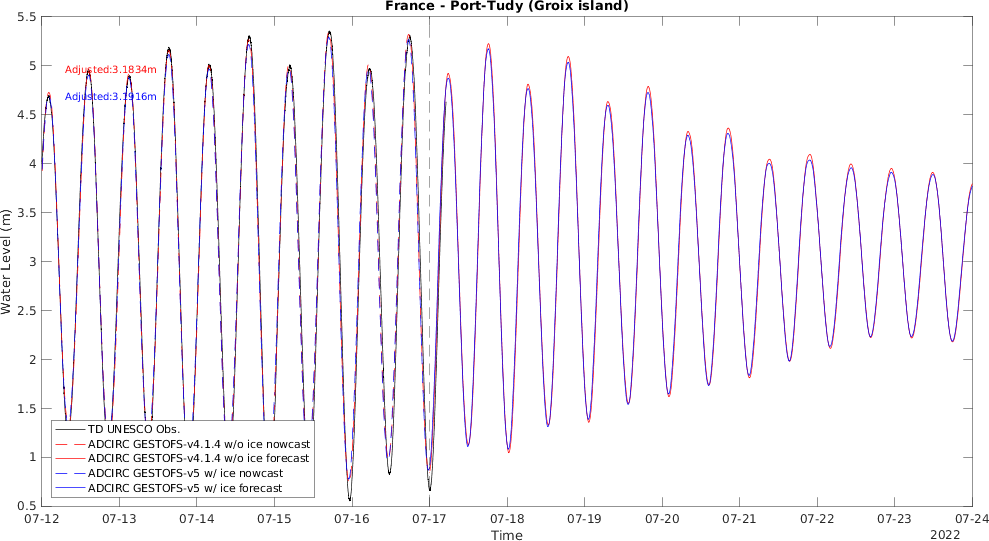 France - Port-Tudy (Groix island)
5.5
5
4.5
4
3.5
3
2.5
2
1.5
1
0.5
Water Level (m)
Adjusted:3.1834m
Adjusted:3.1916m
TD UNESCO Obs.
ADCIRC GESTOFS-v4.1.4 w/o ice nowcast
ADCIRC GESTOFS-v4.1.4 w/o ice forecast
ADCIRC GESTOFS-v5 w/ ice nowcast
ADCIRC GESTOFS-v5 w/ ice forecast
07-12 07-13 07-14 07-15 07-16 07-17 07-18 07-19 07-20 07-21 07-22 07-23 07-24
Time
2022